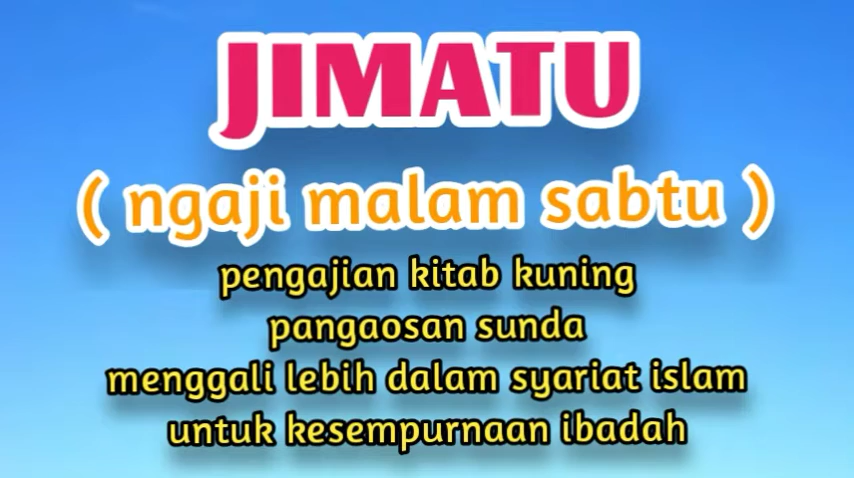 JIMATU
( ngaji malam sabtu )
pengajian kitab kuning
pangaosan sunda
menggali lebih dalam syariat islam
untuk kesempurnaan ibadah